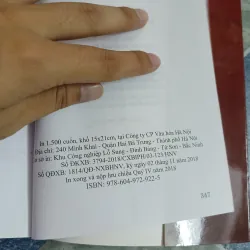 In 1.500 cuốn, khổ 15x21cm, tại Công ty CP Văn hóa Hà Nội
Địa chỉ: 240 Minh Khai - Quận Hai Bà Trưng - Thành phố Hà Nội
Cơ sở in: Khu Công nghiệp Lỗ Sung - Đình Bảng - Từ Sơn - Bắc Ninh
Số ĐKXB: 3794-2018/CXBIPH/03-123/HNV
Số QĐXB: 1814/QĐ-NXBHNV, ký ngày 02 tháng 11 năm 2018
In xong và nộp lưu chiểu Quý IV năm 2018
ISBN: 978-604-972-922-5